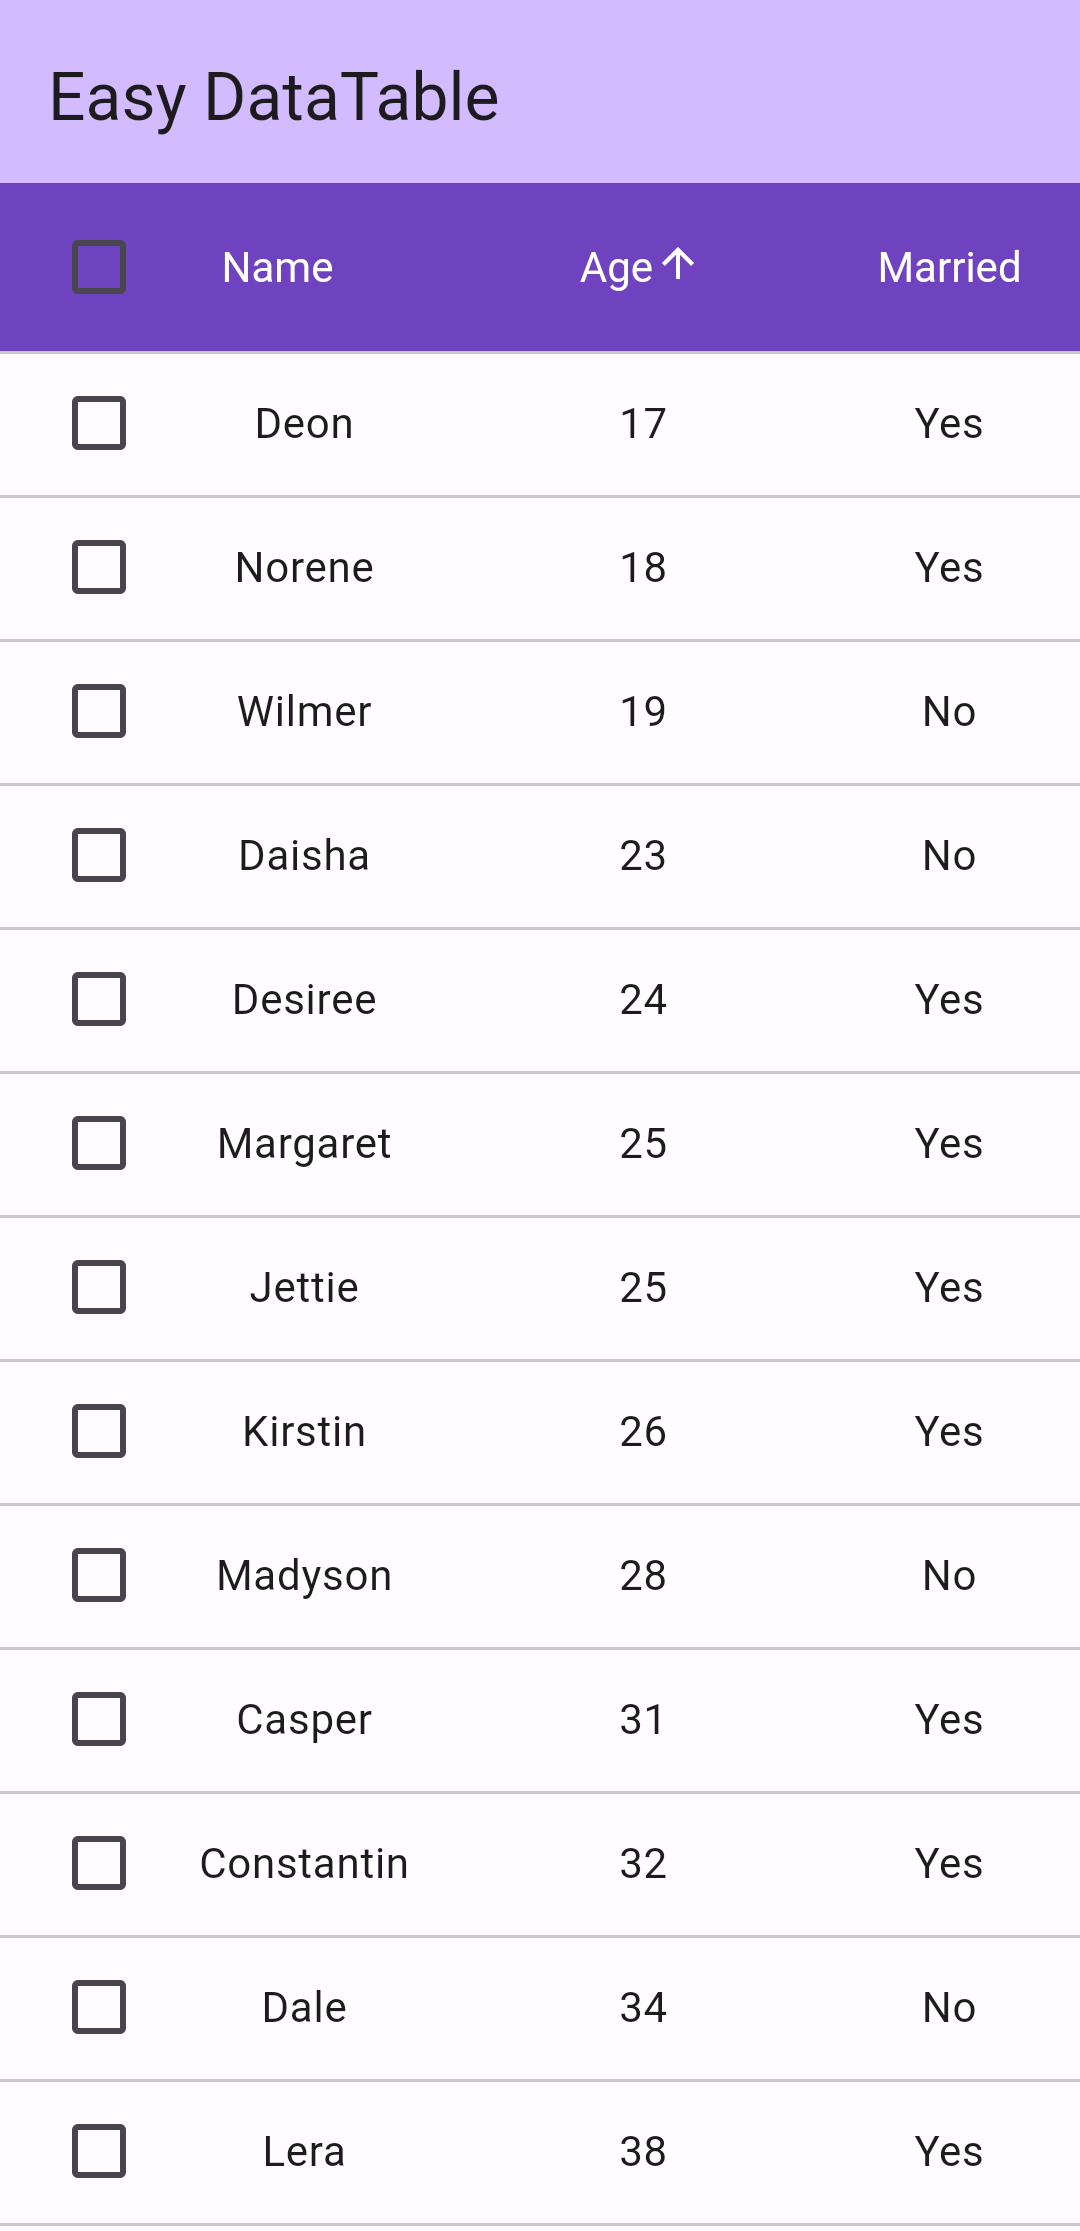 Easy DataTable
Name Age Married
Deon 17 Yes
Norene 18 Yes
Wilmer 19 No
Daisha 23 No
Desiree 24 Yes
Margaret 25 Yes
Jettie 25 Yes
Kirstin 26 Yes
Madyson 28 No
Casper 31 Yes
Constantin 32 Yes
Dale 34 No
Lera 38 Yes